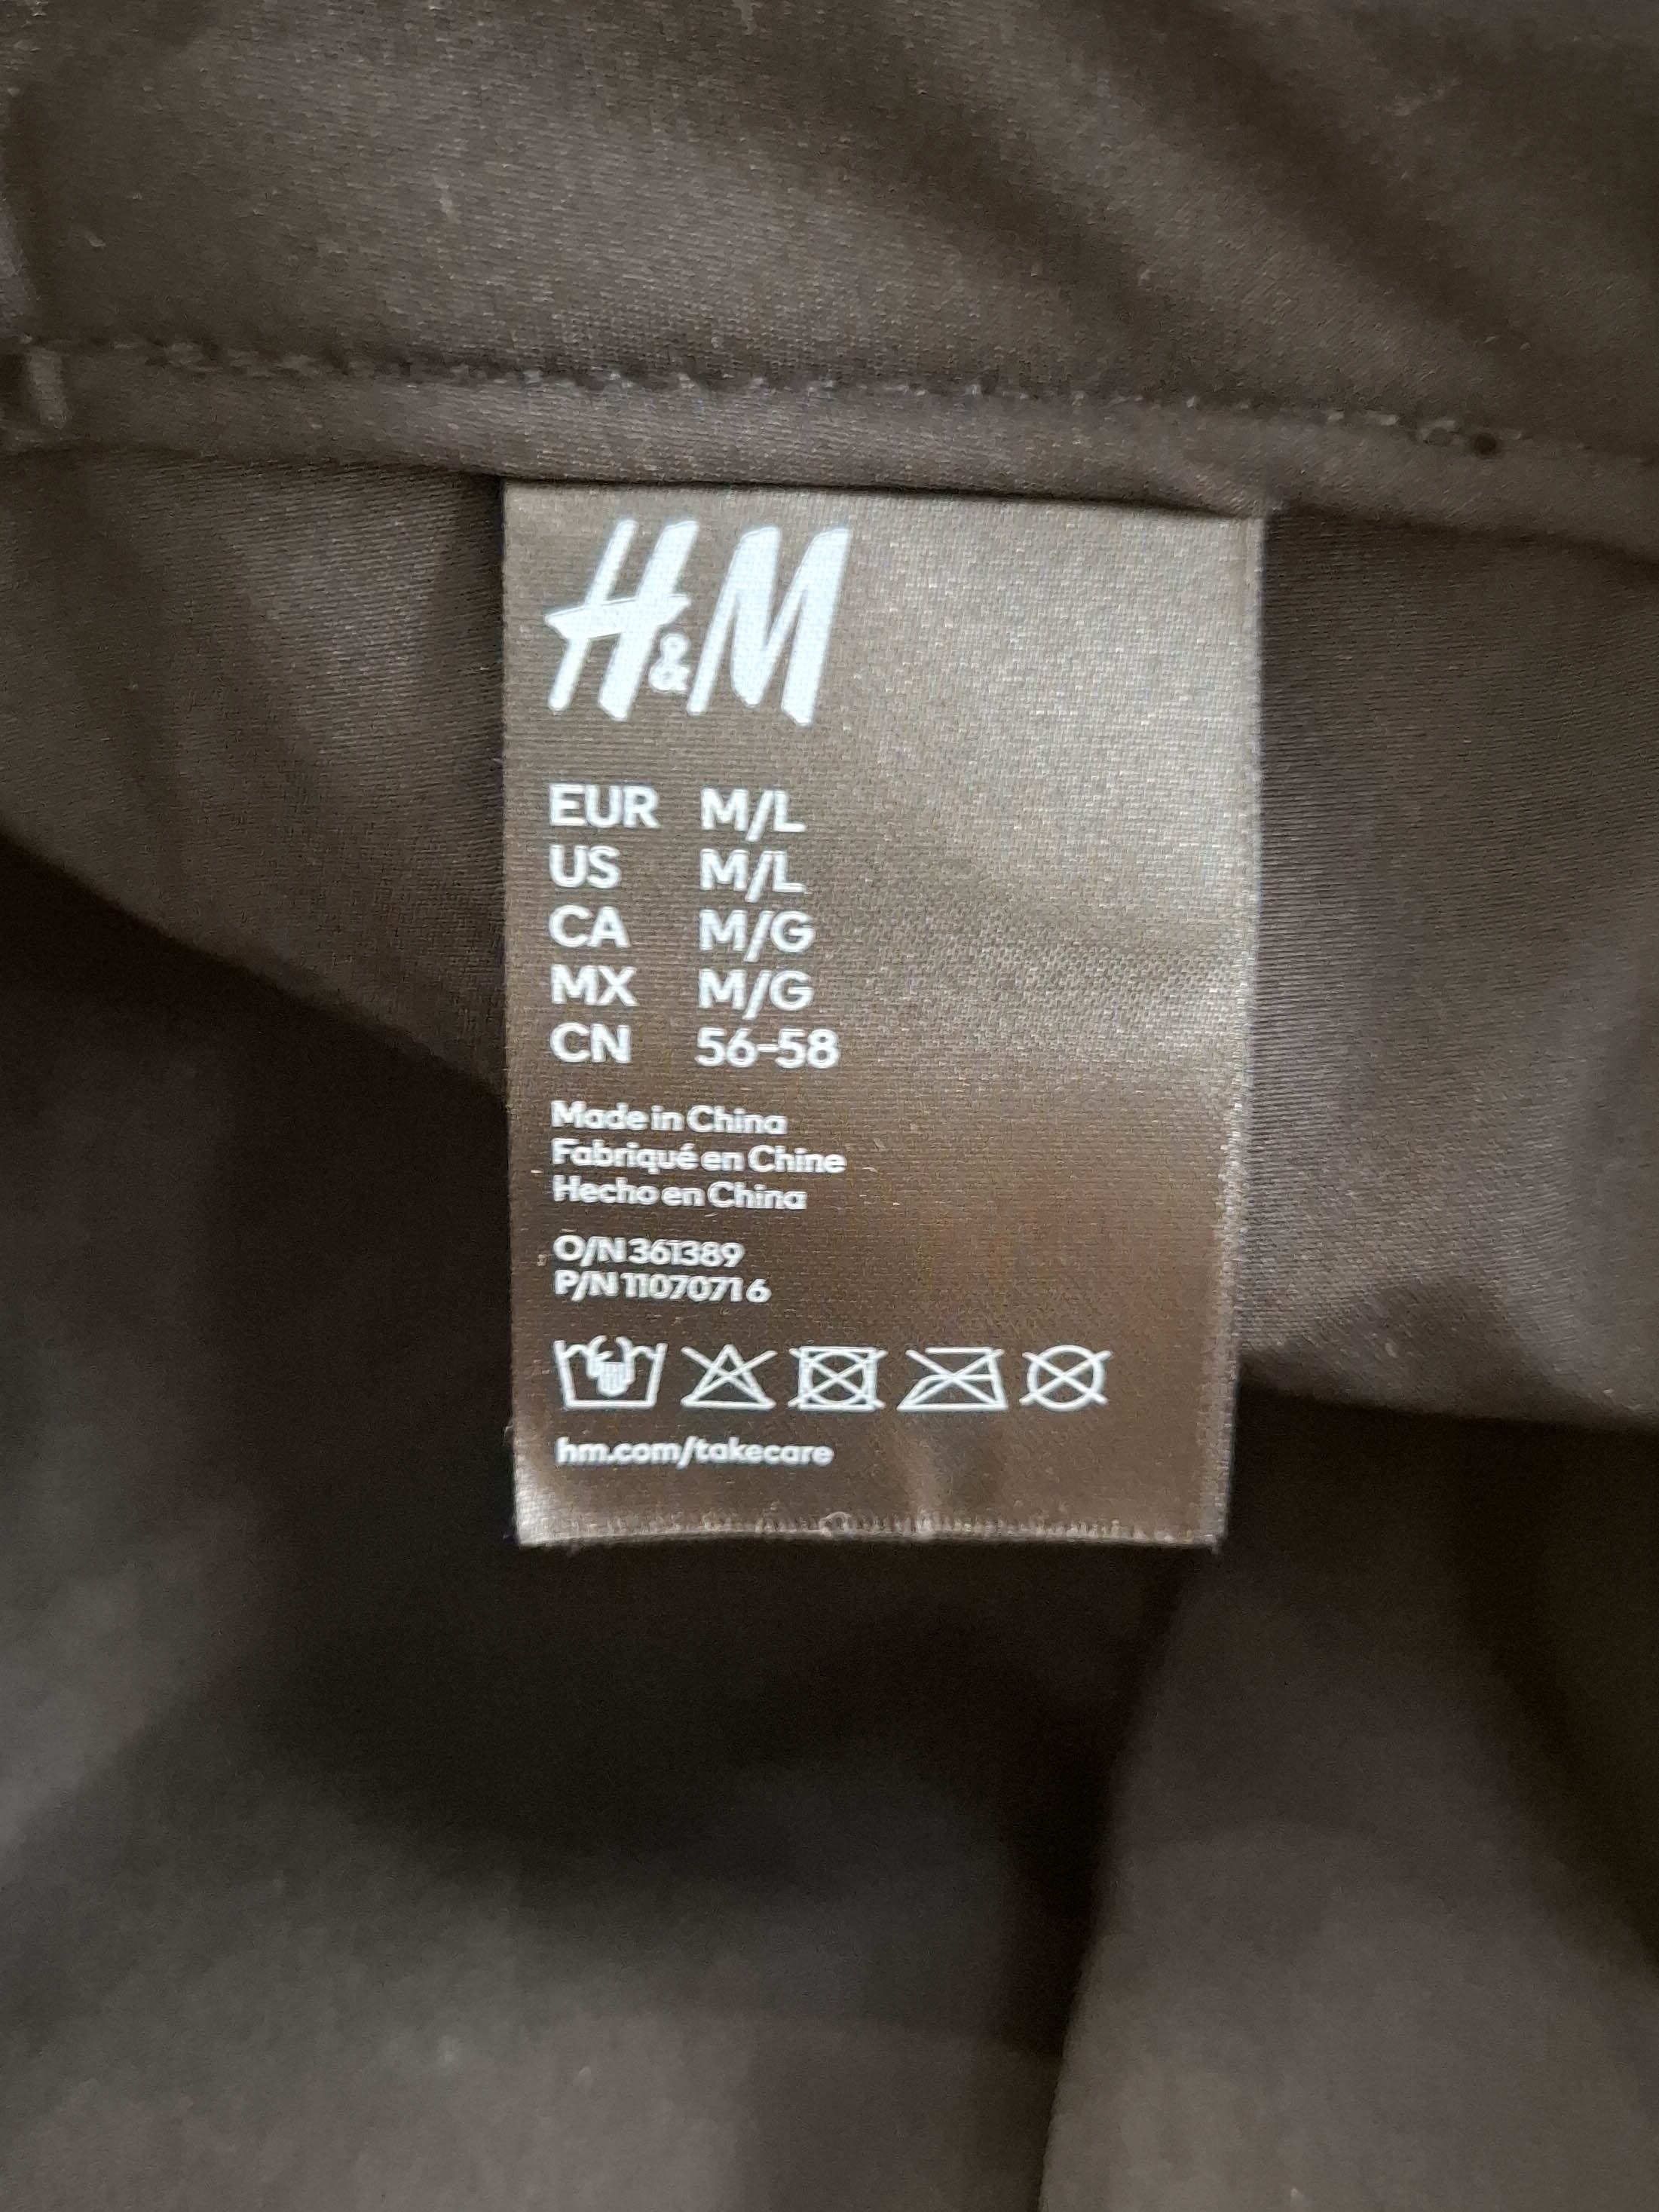 H&M
EUR M/L
US M/L
CA M/G
MX M/G
CN 56-58
Made in China
Fabriqué en Chine
Hecho en China
O/N 361389
P/N 11070716
hm.com/takecare